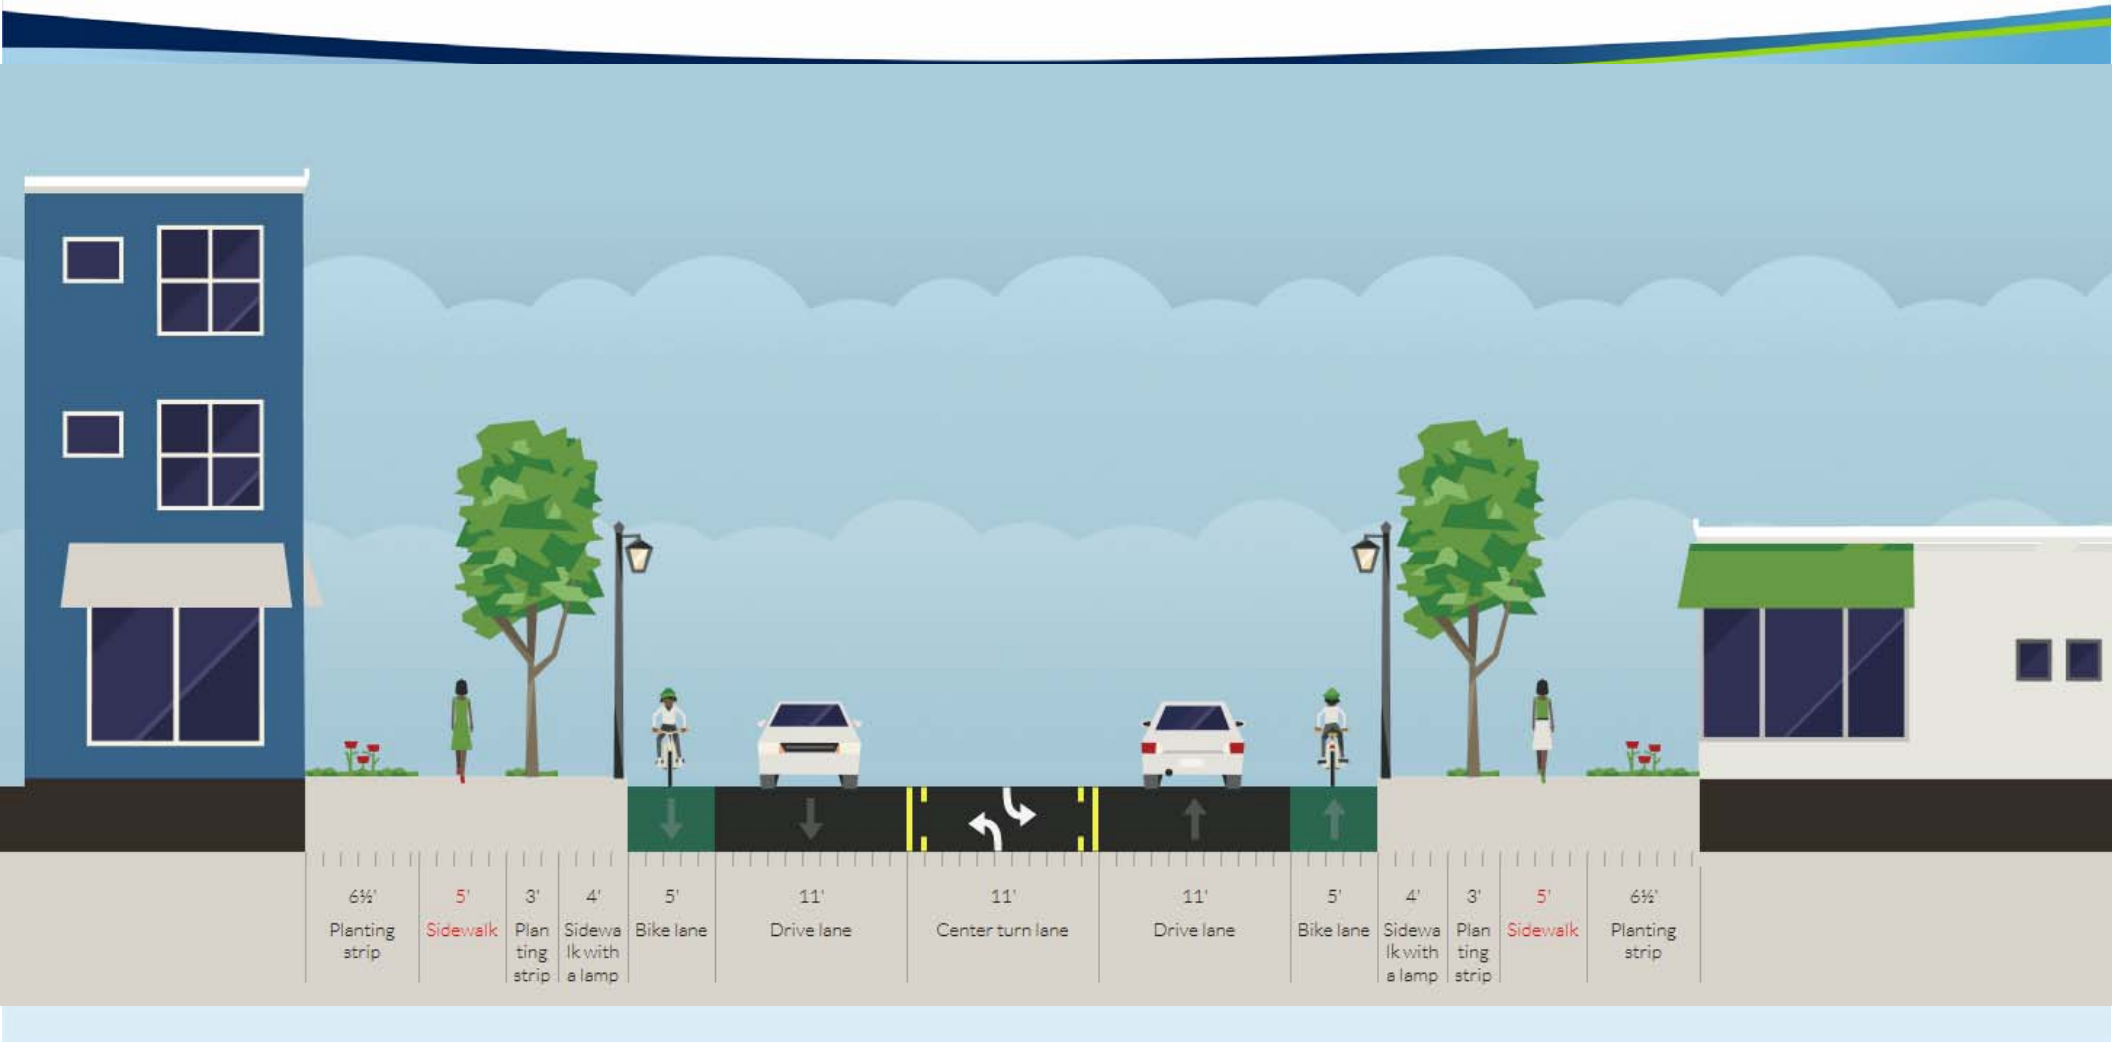 6½' 5' 3' 4' 5' 11' 11' 11' 5' 4' 3' 5' 6½'
Planting Sidewalk Plan Sidewa Bike lane Drive lane Center turn lane Drive lane Bike lane Sidewa Plan Sidewalk Planting
strip ting lk with lk with ting strip
strip a lamp a lamp strip